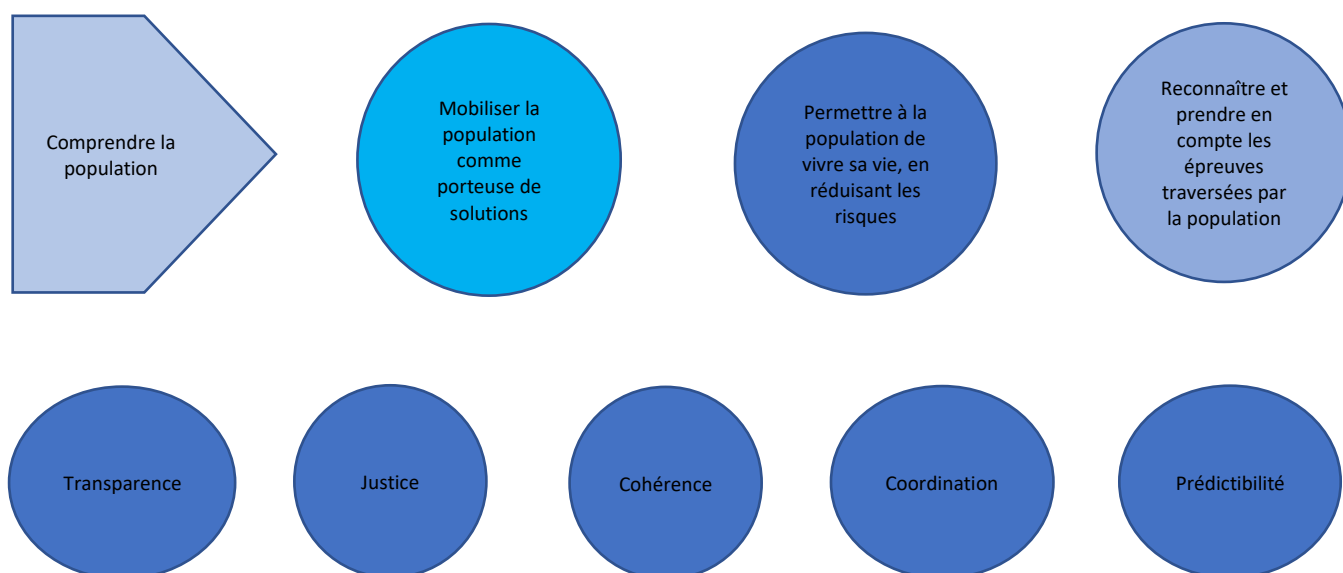 Comprendre la
population
Mobiliser la
population
comme
porteuse de
solutions
Permettre à la
population de
vivre sa vie, en
réduisant les
risques
Reconnaître et
prendre en
compte les
épreuves
traversées par
la population
Transparence
Justice
Cohérence
Coordination
Prédictibilité